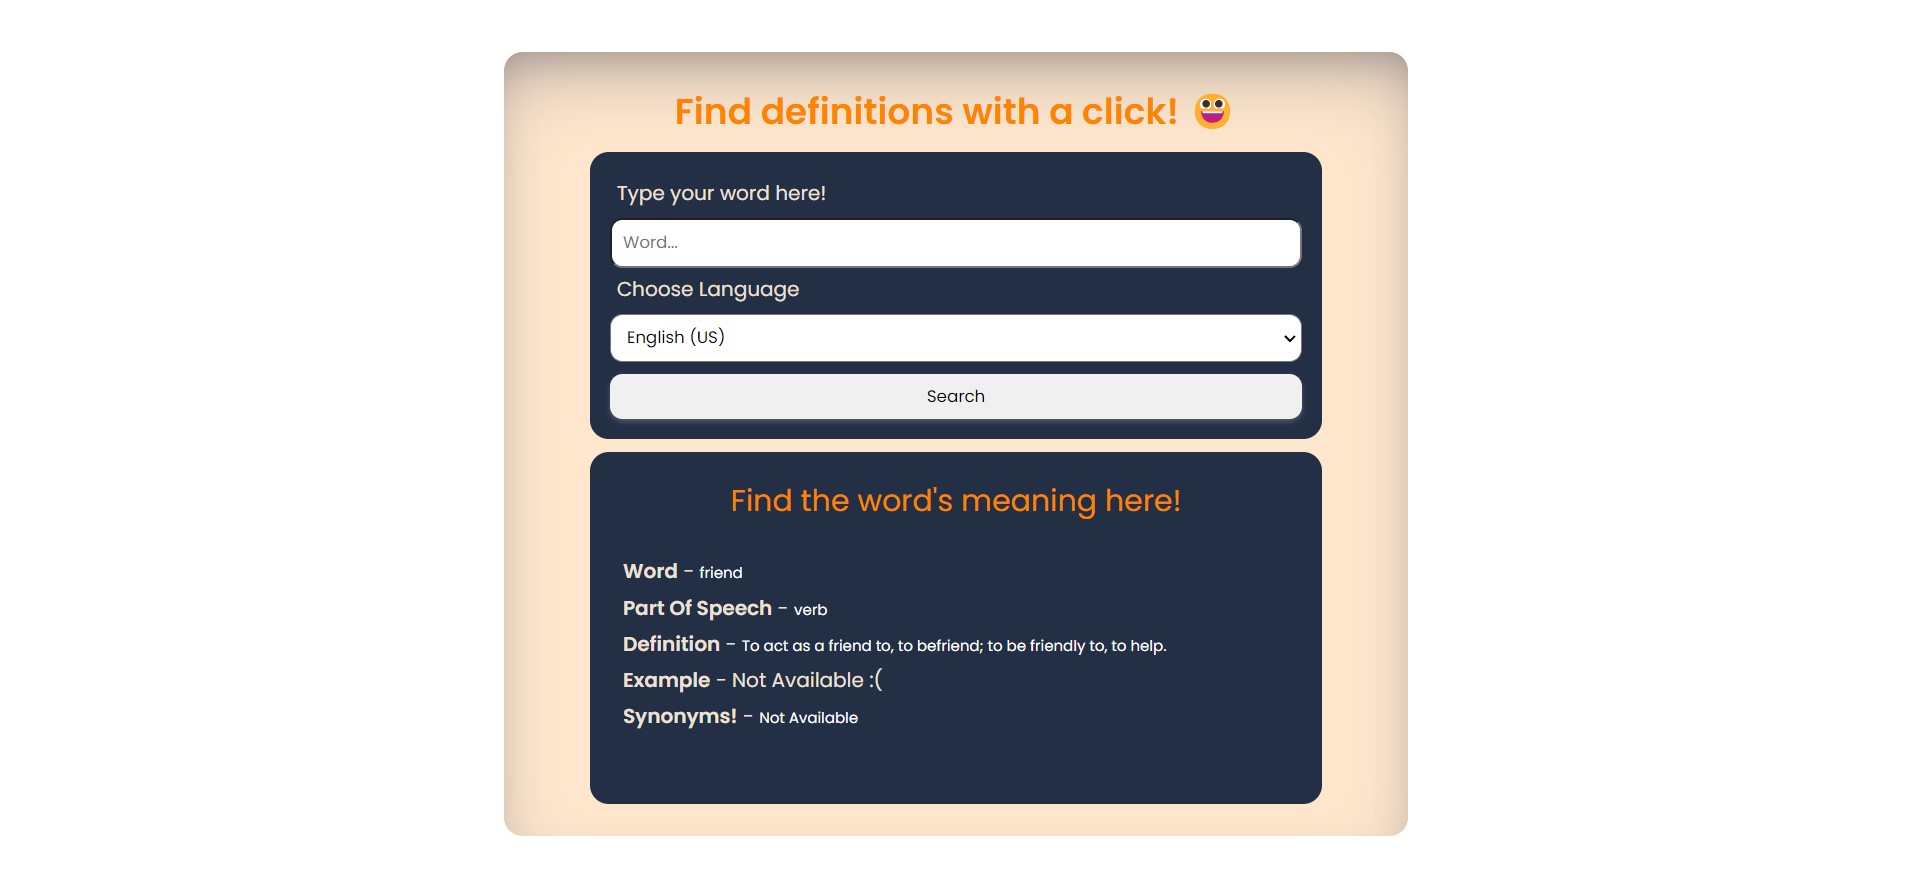 Find definitions with a click!
Type your word here!
Word...
Choose Language
English (US)
Search
Find the word's meaning here!
Word - friend
Part Of Speech - verb
Definition - To act as a friend to, to befriend; to be friendly to, to help.
Example - Not Available :(
Synonyms! - Not Available